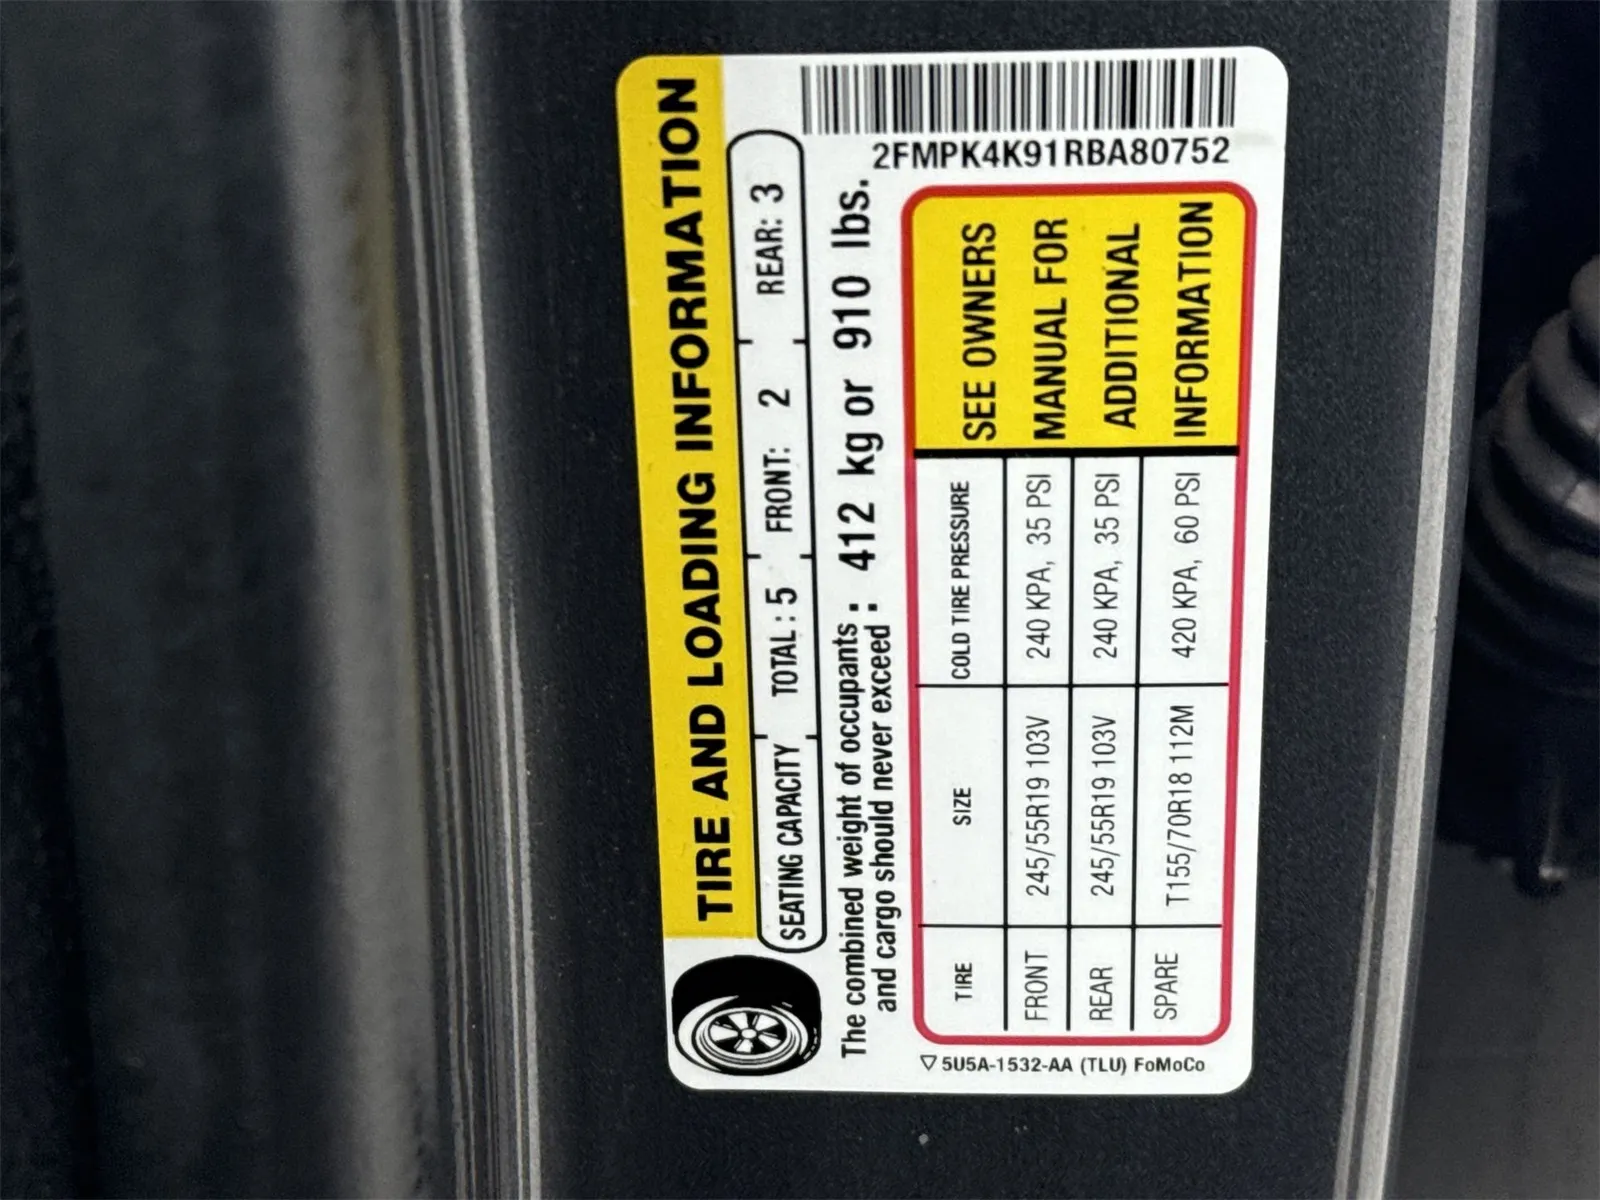 TIRE AND LOADING INFORMATION
SEATING CAPACITY TOTAL : 5 FRONT: 2 REAR: 3
The combined weight of occupants and cargo should never exceed : 412 kg or 910 lbs.
2FMPK4K91RBA80752
TIRE SIZE COLD TIRE PRESSURE
FRONT 245/55R19 103V 240 KPA, 35 PSI
REAR 245/55R19 103V 240 KPA, 35 PSI
SPARE T155/70R18 112M 420 KPA, 60 PSI
SEE OWNERS
MANUAL FOR
ADDITIONAL
INFORMATION
5U5A-1532-AA (TLU) FoMoCo